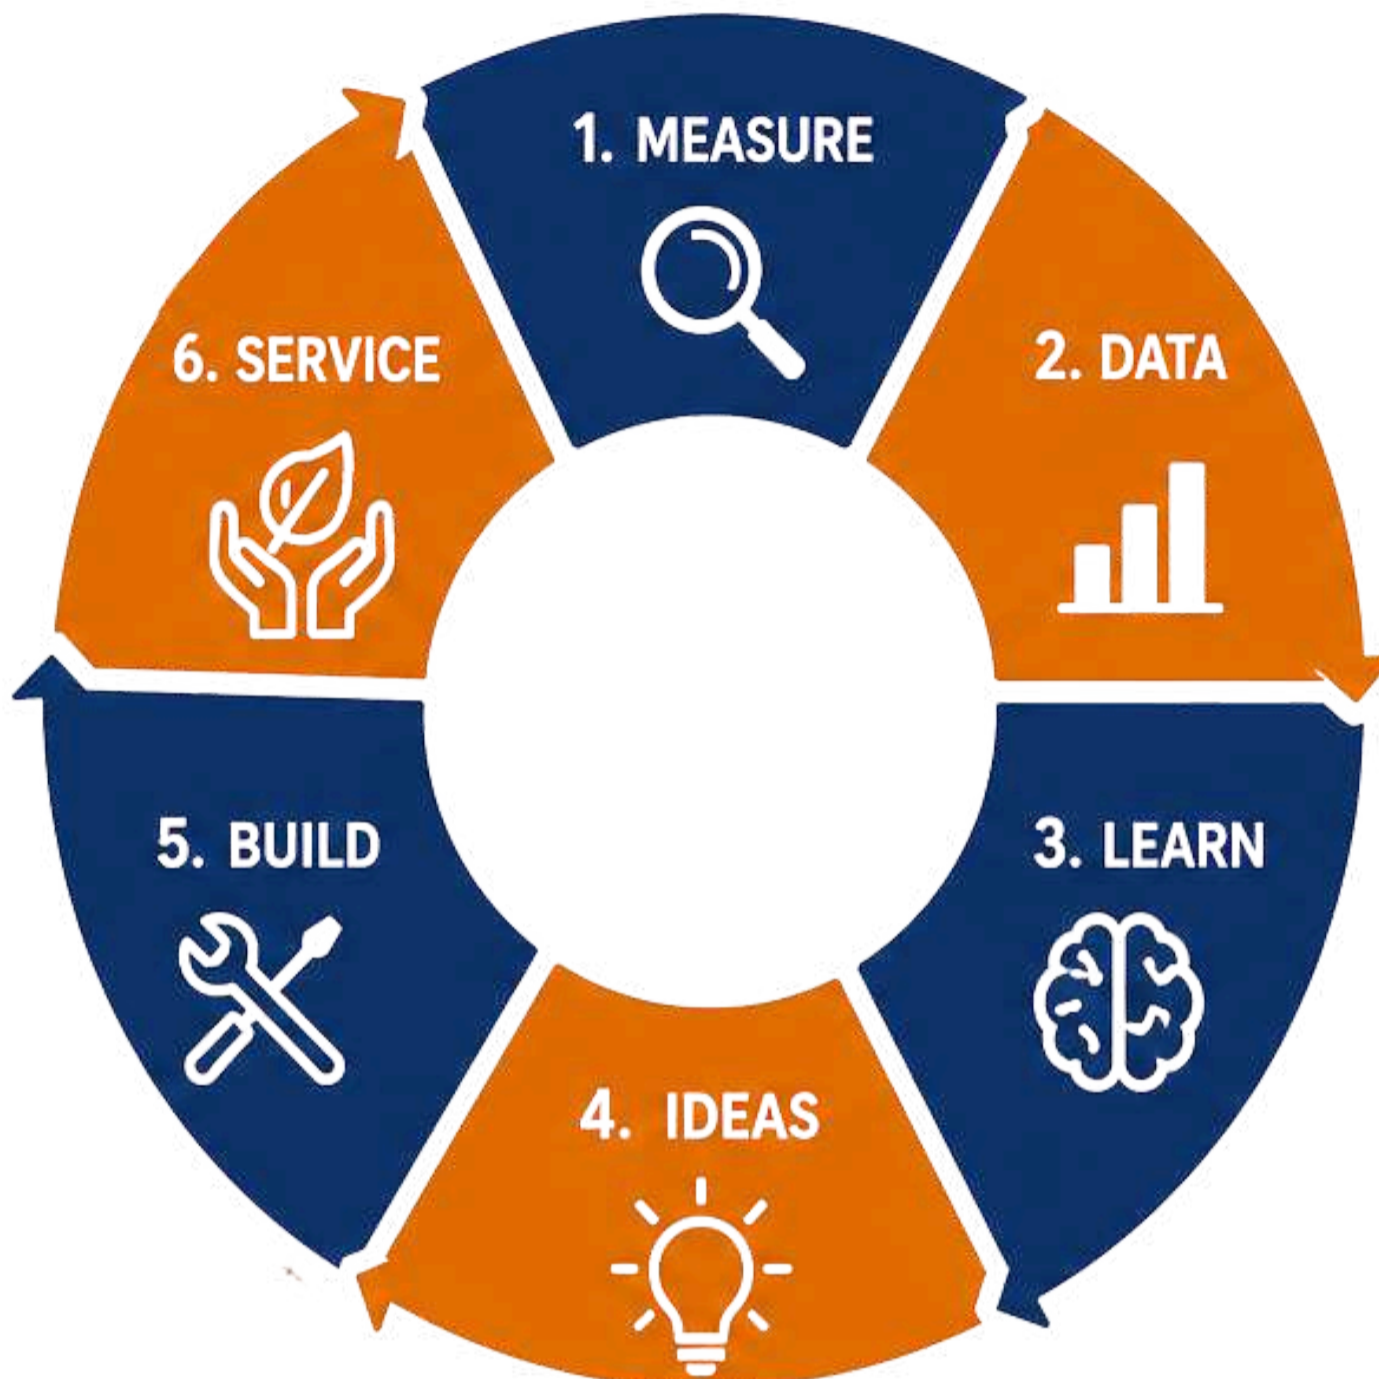 1. MEASURE
2. DATA
3. LEARN
4. IDEAS
5. BUILD
6. SERVICE